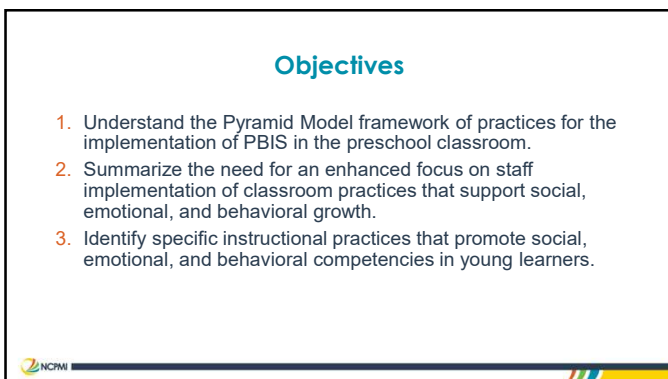 Objectives
1. Understand the Pyramid Model framework of practices for the
implementation of PBIS in the preschool classroom.
2. Summarize the need for an enhanced focus on staff
implementation of classroom practices that support social,
emotional, and behavioral growth.
3. Identify specific instructional practices that promote social,
emotional, and behavioral competencies in young learners.
NCPMI